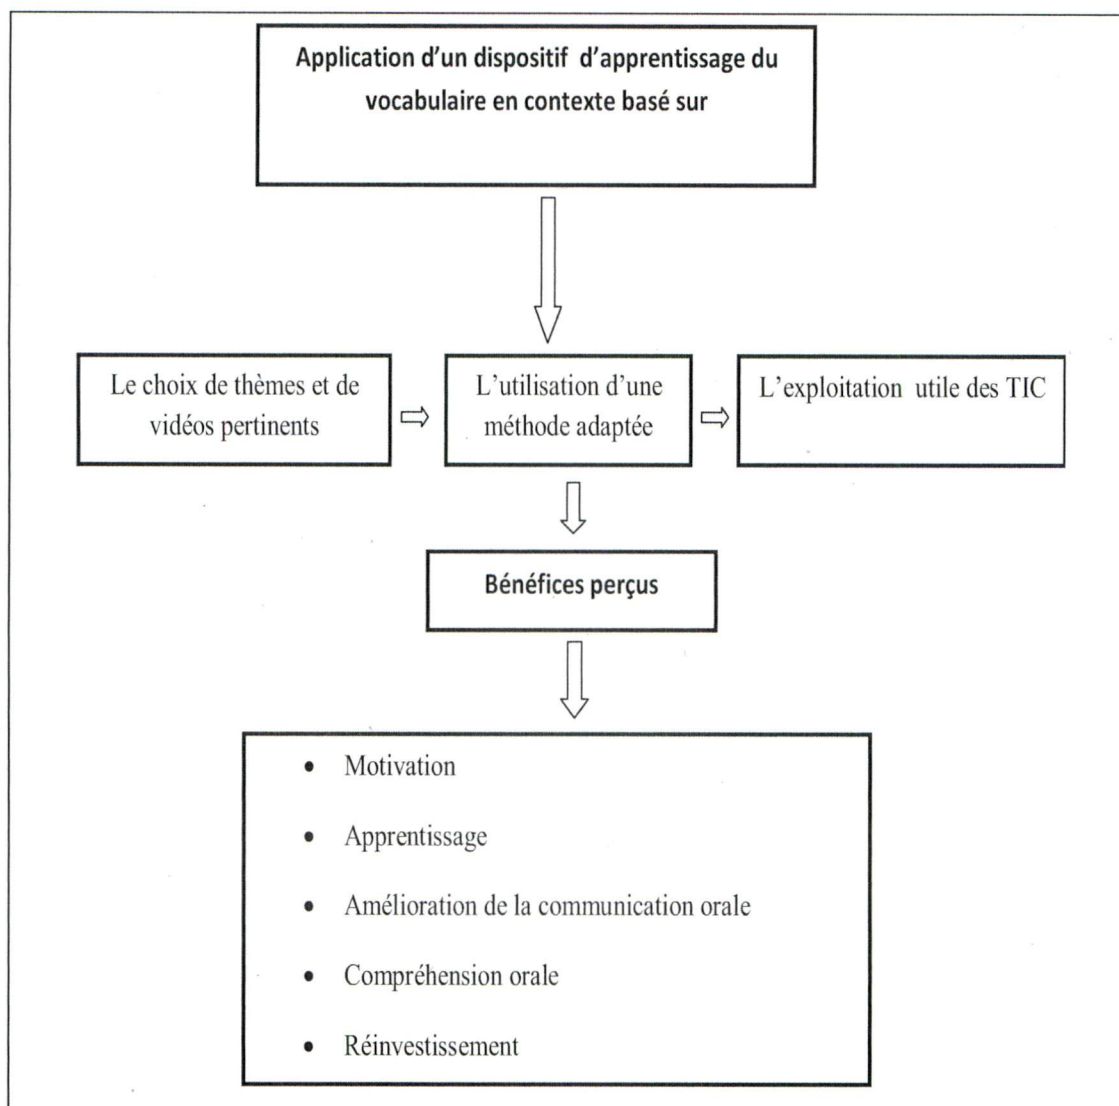 Application d’un dispositif d’apprentissage du
vocabulaire en contexte basé sur
Le choix de thèmes et de
vidéos pertinents
L’utilisation d’une
méthode adaptée
L’exploitation utile des TIC
Bénéfices perçus
• Motivation
• Apprentissage
• Amélioration de la communication orale
• Compréhension orale
• Réinvestissement